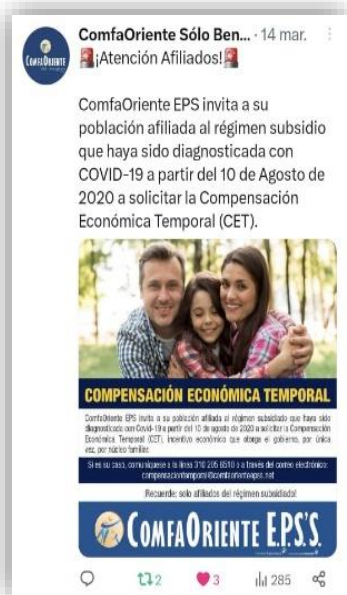 ComfaOriente Sólo Ben... · 14 mar.
¡Atención Afiliados!
COMFAORIENTE
ComfaOriente EPS invita a su
población afiliada al régimen subsidio
que haya sido diagnosticada con
COVID-19 a partir del 10 de Agosto de
2020 a solicitar la Compensación
Económica Temporal (CET).
COMPENSACIÓN ECONÓMICA TEMPORAL
ComfaOriente EPS invita a su población afiliada al régimen subsidiado que haya sido
diagnosticada con Covid-19 a partir del 10 de agosto de 2020 a solicitar la Compensación
Económica Temporal (CET), incentivo económico que otorga el gobierno, por única
vez, por núcleo familiar.
Si es su caso, comuníquese a la línea 310 205 6510 o a través del correo electrónico:
compensaciontemporal@comfaorienteeps.net
Recuerde: solo afiliados del régimen subsidiado!
COMFAORIENTE E.P.S'S.
2
3
285